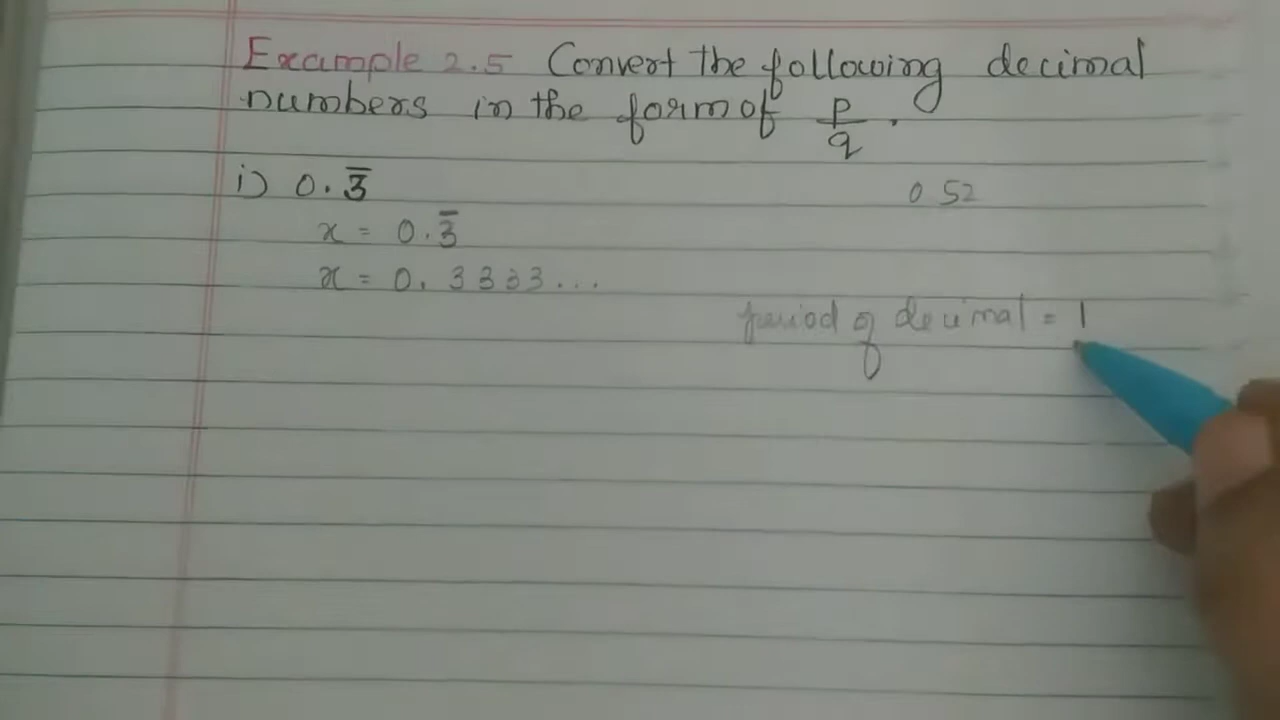 Example 2.5 Convert the following decimal
numbers in the form of p/q.
i) 0.3̅
x = 0.3̅
x = 0.3333...
0 52
period of decimal = 1